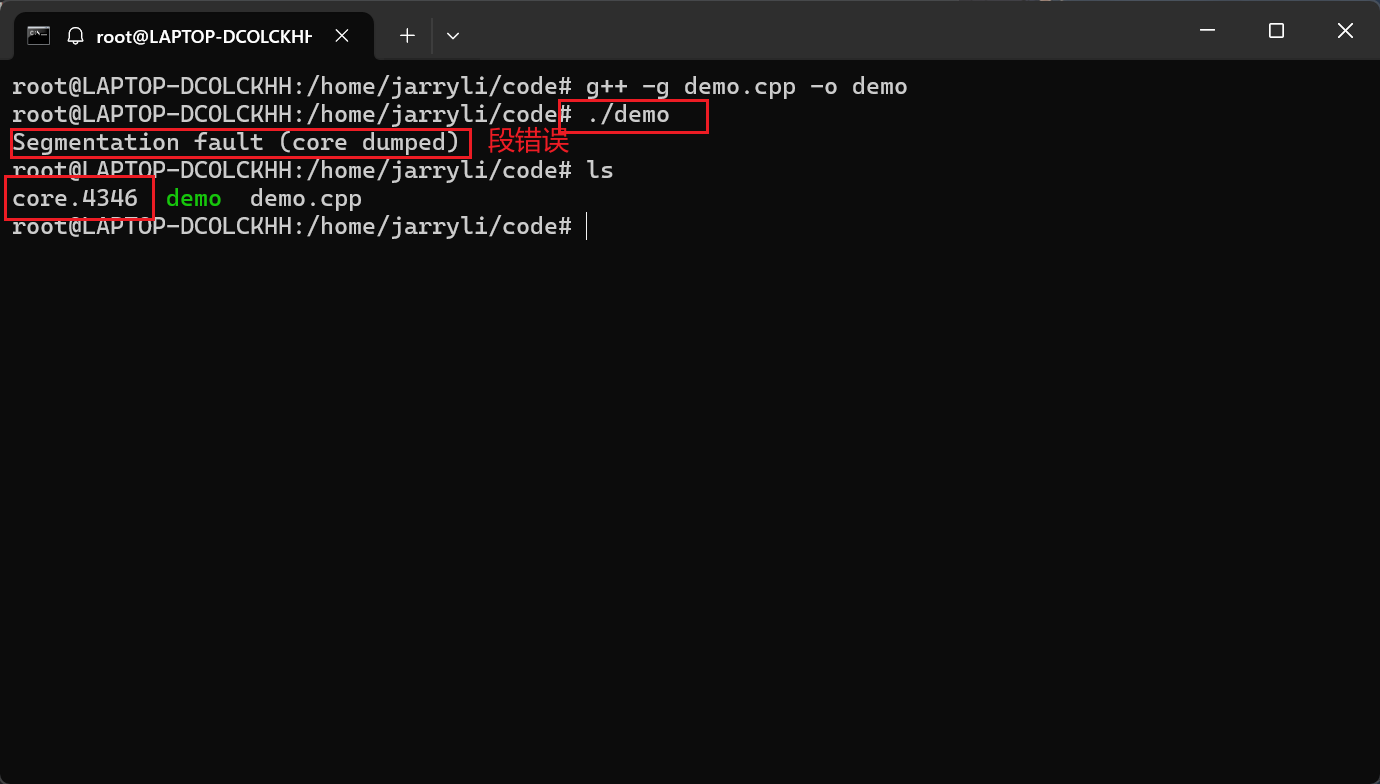 root@LAPTOP-DCOLCKHH
root@LAPTOP-DCOLCKHH:/home/jarryli/code# g++ -g demo.cpp -o demo
root@LAPTOP-DCOLCKHH:/home/jarryli/code# ./demo
Segmentation fault (core dumped) 段错误
root@LAPTOP-DCOLCKHH:/home/jarryli/code# ls
core.4346 demo demo.cpp
root@LAPTOP-DCOLCKHH:/home/jarryli/code#